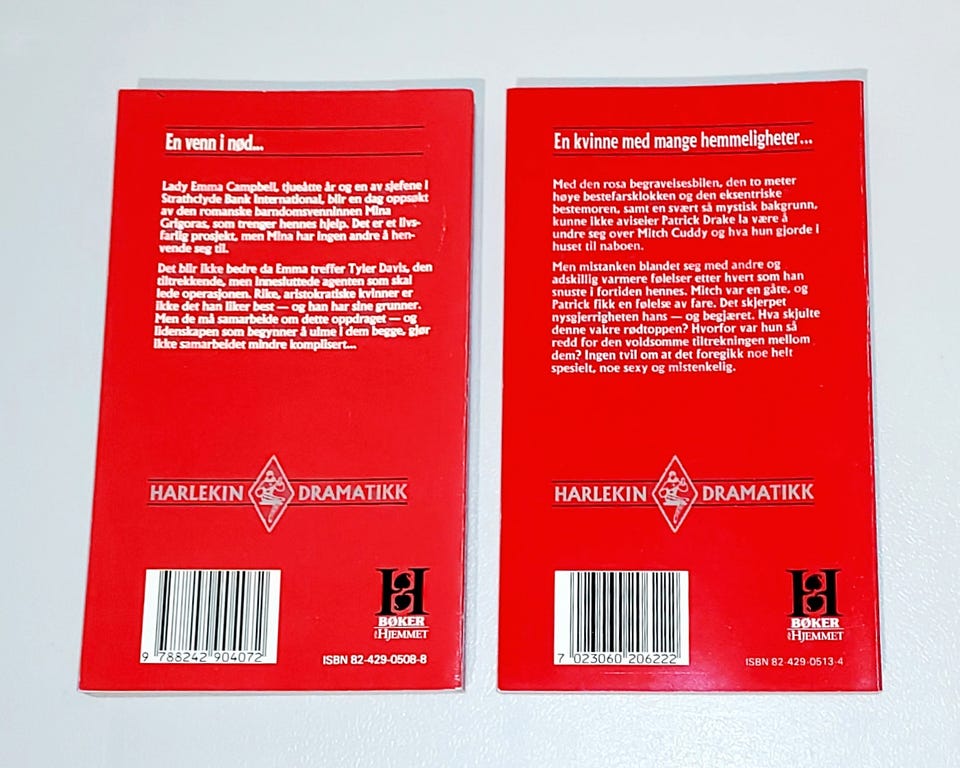 En venn i nød...
Lady Emma Campbell, tjueåtte år og en av sjefene i
Strathclyde Bank International, blir en dag oppsøkt
av den romanske barndomsvenninnen Mina
Grigoras, som trenger hennes hjelp. Det er et livs-
farlig prosjekt, men Mina har ingen andre å hen-
vende seg til.
Det blir ikke bedre da Emma treffer Tyler Davis, den
tiltrekkende, men innesluttede agenten som skal
lede operasjonen. Rike, aristokratiske kvinner er
ikke det han liker best — og han har sine grunner.
Men de må samarbeide om dette oppdraget — og
lidenskapen som begynner å ulme i dem begge, gjør
ikke samarbeidet mindre komplisert...
HARLEKIN DRAMATIKK
9 788242 904072
H
BØKER
FRA HJEMMET
ISBN 82-429-0508-8
En kvinne med mange hemmeligheter...
Med den rosa begravelsesbilen, den to meter
høye bestefarsklokken og den eksentriske
bestemoren, samt en svært så mystisk bakgrunn,
kunne ikke aviseier Patrick Drake la være å
undre seg over Mitch Cuddy og hva hun gjorde i
huset til naboen.
Men mistanken blandet seg med andre og
adskillig varmere følelser etter hvert som han
snuste i fortiden hennes. Mitch var en gåte, og
Patrick fikk en følelse av fare. Det skjerpet
nysgjerrigheten hans — og begjæret. Hva skjulte
denne vakre rødtoppen? Hvorfor var hun så
redd for den voldsomme tiltrekningen mellom
dem? Ingen tvil om at det foregikk noe helt
spesielt, noe sexy og mistenkelig.
HARLEKIN DRAMATIKK
7 023060 206222
H
BØKER
FRA HJEMMET
ISBN 82-429-0513-4